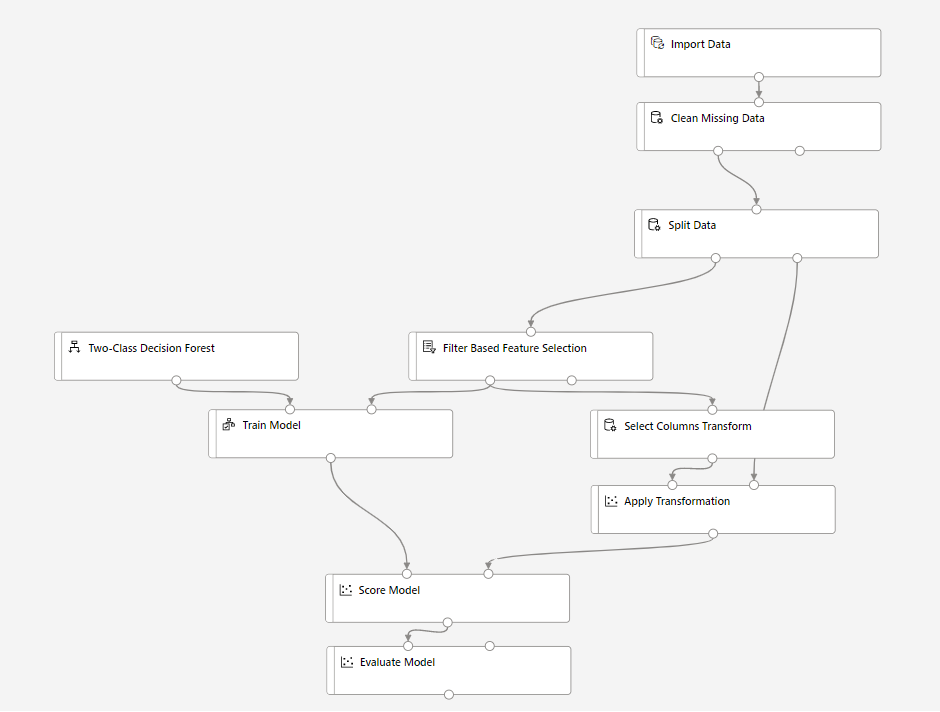 Import Data
Clean Missing Data
Split Data
Two-Class Decision Forest
Filter Based Feature Selection
Train Model
Select Columns Transform
Apply Transformation
Score Model
Evaluate Model